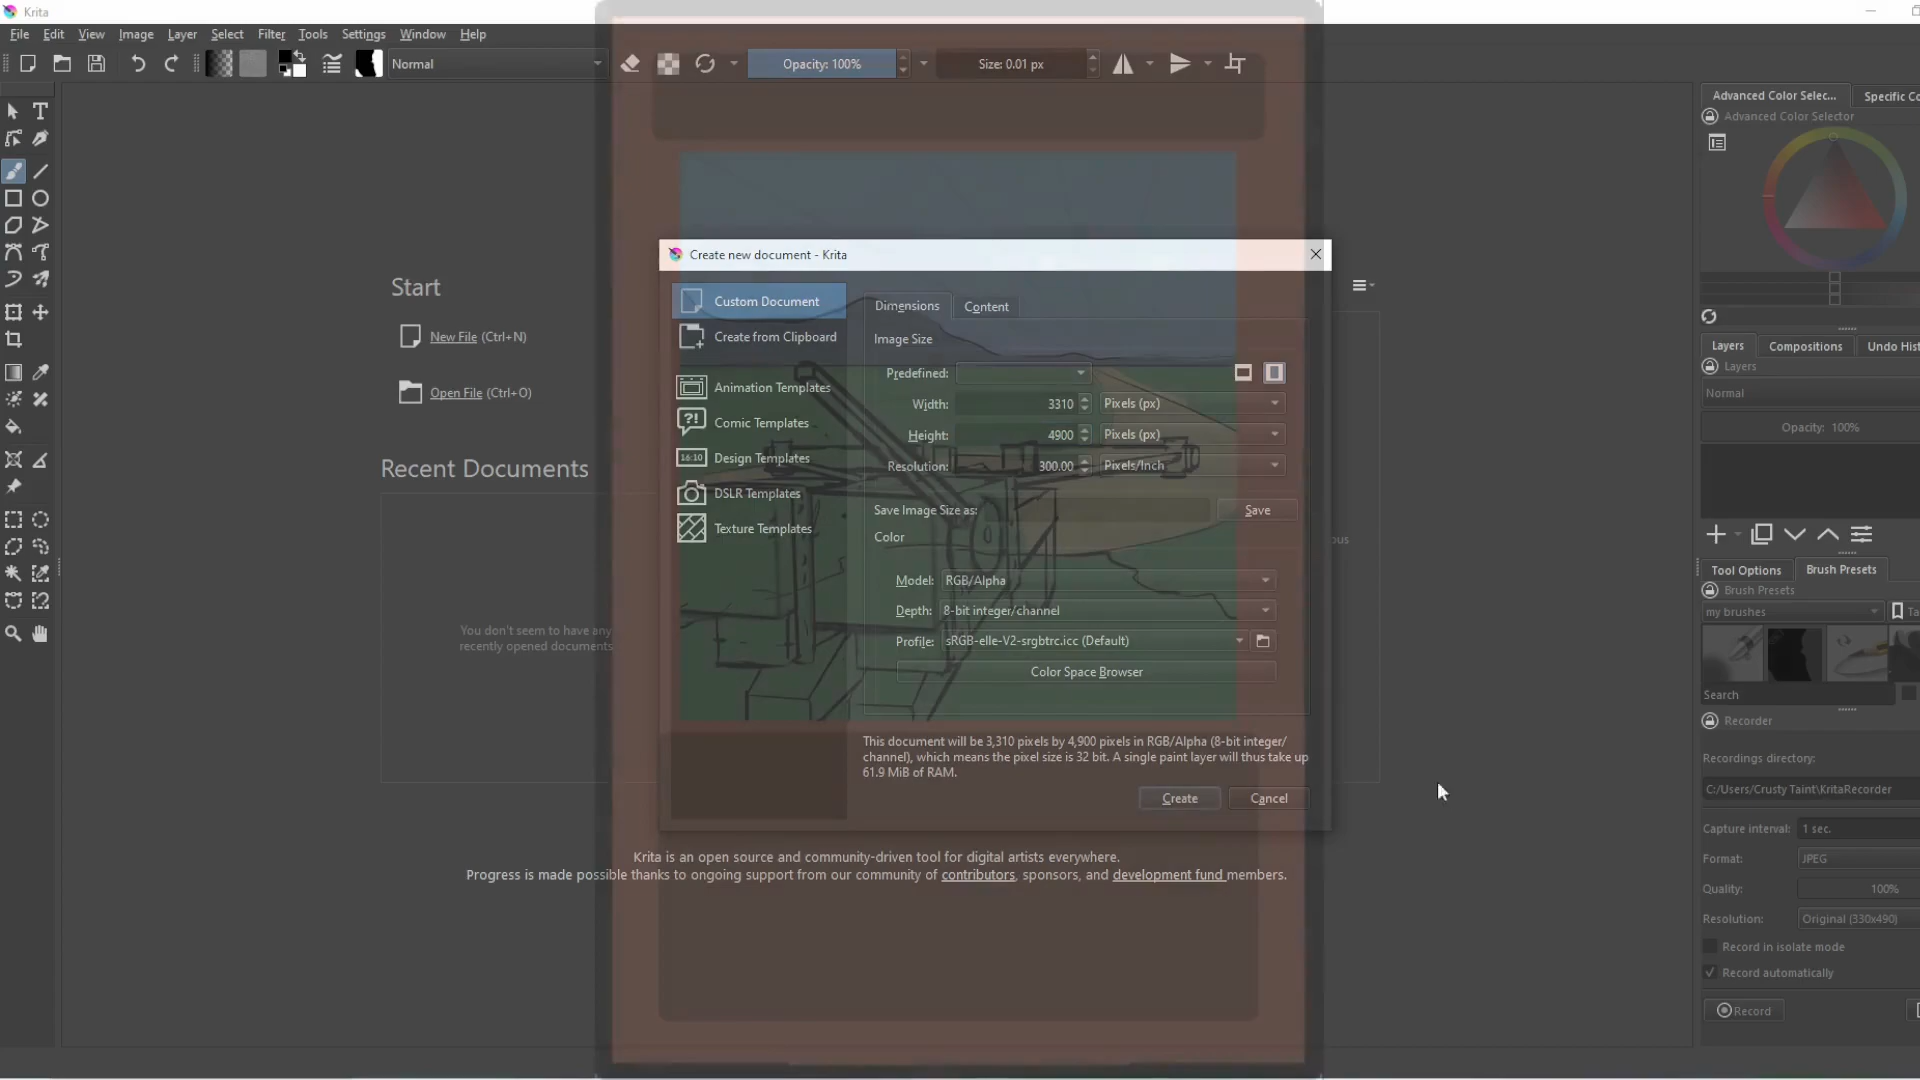 Krita
File Edit View Image Layer Select Filter Tools Settings Window Help
Normal
Opacity: 100%
Size: 0.01 px
Advanced Color Selec...
Specific Co
Advanced Color Selector
Start
New File (Ctrl+N)
Open File (Ctrl+O)
Recent Documents
You don't seem to have any
recently opened documents
Create new document - Krita
Custom Document
Create from Clipboard
Animation Templates
Comic Templates
Design Templates
16:10
DSLR Templates
Texture Templates
Dimensions
Content
Image Size
Predefined:
Width: 3310 Pixels (px)
Height: 4900 Pixels (px)
Resolution: 300.00 Pixels/Inch
Save Image Size as: Save
Color
Model: RGB/Alpha
Depth: 8-bit integer/channel
Profile: sRGB-elle-V2-srgbtrc.icc (Default)
Color Space Browser
This document will be 3,310 pixels by 4,900 pixels in RGB/Alpha (8-bit integer/
channel), which means the pixel size is 32 bit. A single paint layer will thus take up
61.9 MiB of RAM.
Create Cancel
Krita is an open source and community-driven tool for digital artists everywhere.
Progress is made possible thanks to ongoing support from our community of contributors, sponsors, and development fund members.
Layers Compositions Undo Hist
Layers
Normal
Opacity: 100%
Tool Options Brush Presets
Brush Presets
my brushes
Ta
Search
Recorder
Recordings directory:
C:/Users/Crusty Taint\KritaRecorder
Capture interval: 1 sec.
Format: JPEG
Quality: 100%
Resolution: Original (330x490)
Record in isolate mode
Record automatically
Record